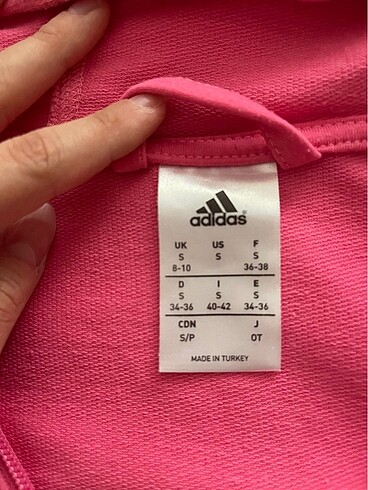 adidas
UK US F
S S S
8-10 36-38
D I E
S S S
34-36 40-42 34-36
CDN J
S/P OT
MADE IN TURKEY